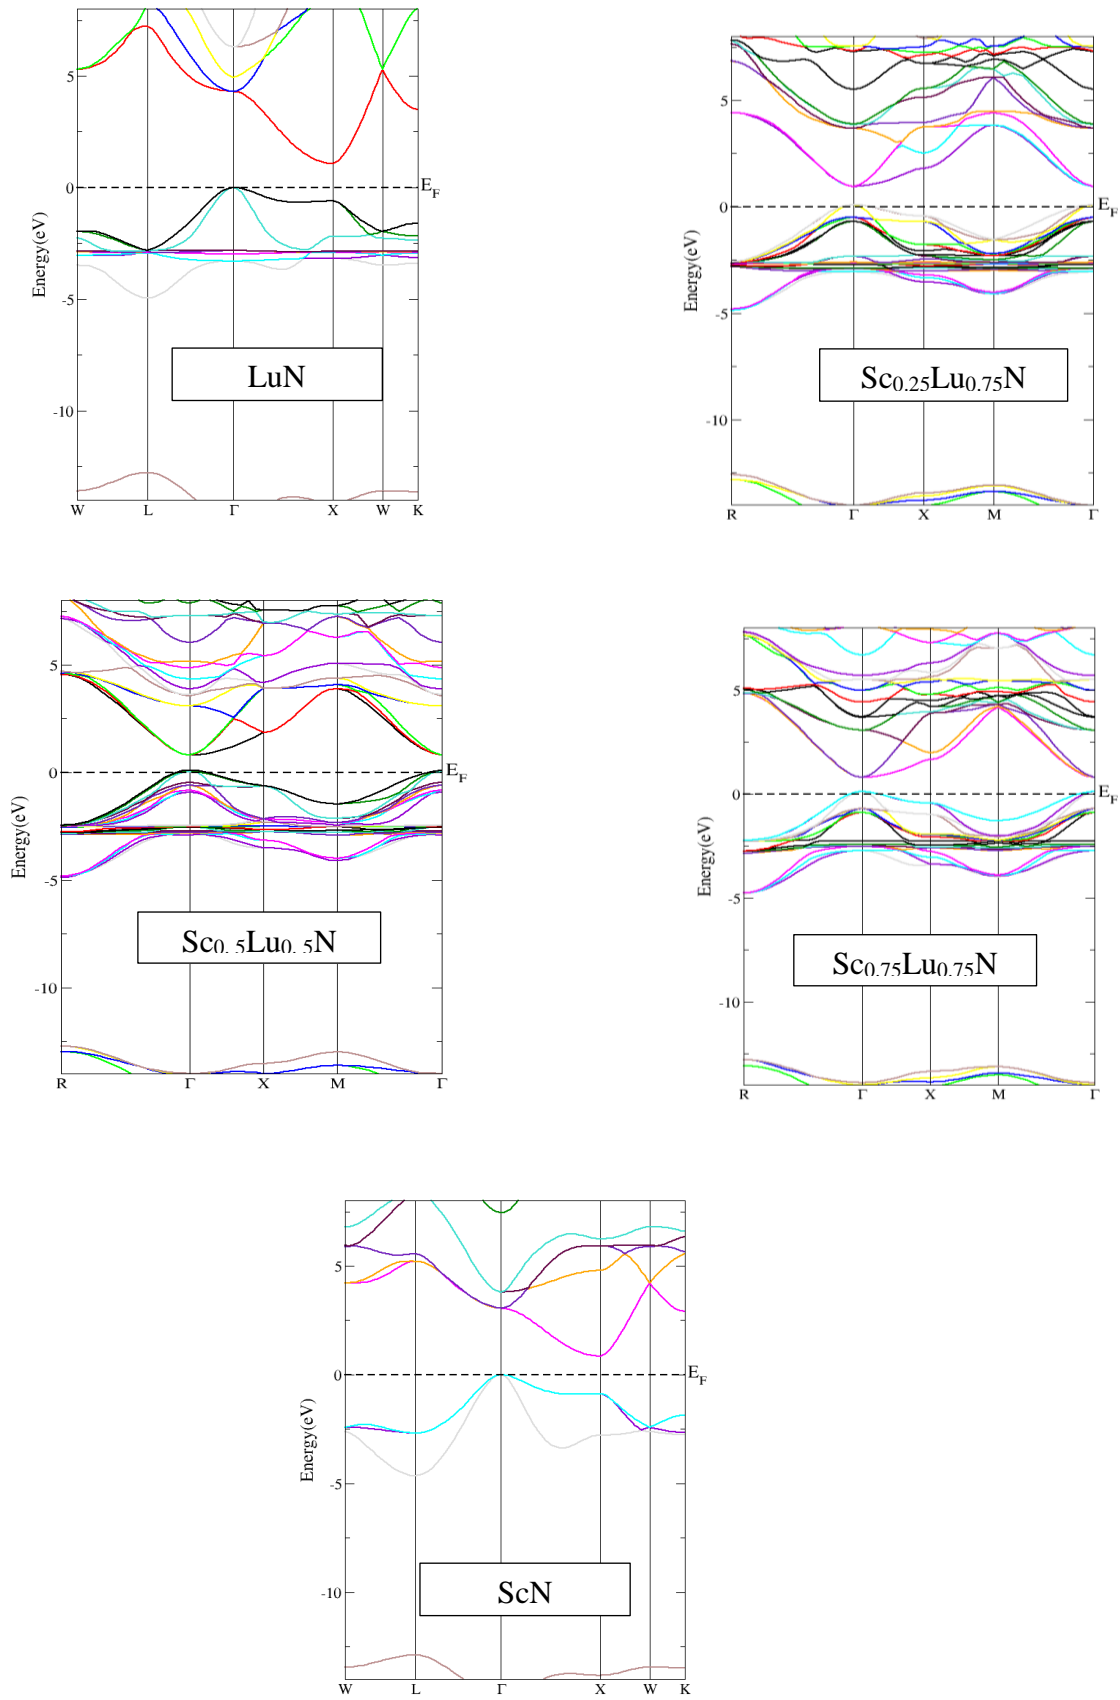 5
0
-5
-10
Energy(eV)
E_F
LuN
W L Γ X W K
5
0
-5
-10
Energy(eV)
E_F
Sc0.25Lu0.75N
R Γ X M Γ
5
0
-5
-10
Energy(eV)
E_F
Sc0.5Lu0.5N
R Γ X M Γ
5
0
-5
-10
Energy(eV)
E_F
Sc0.75Lu0.75N
R Γ X M Γ
5
0
-5
-10
Energy(eV)
E_F
ScN
W L Γ X W K